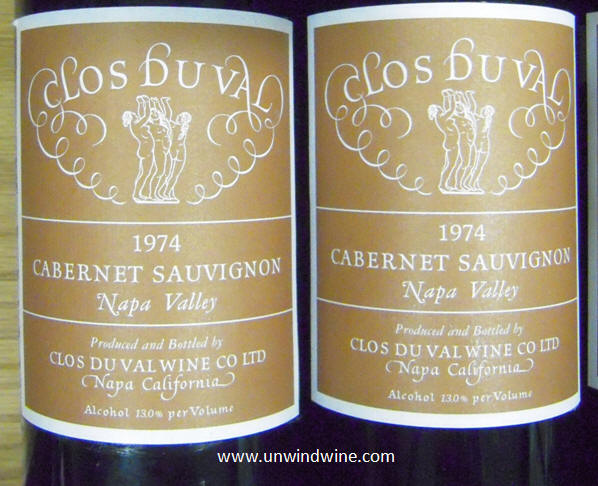 CLOS DU VAL
1974
CABERNET SAUVIGNON
Napa Valley
Produced and Bottled by
CLOS DU VAL WINE CO LTD
Napa California
Alcohol 13.0% per Volume
CLOS DU VAL
1974
CABERNET SAUVIGNON
Napa Valley
Produced and Bottled by
CLOS DU VAL WINE CO LTD
Napa California
Alcohol 13.0% per Volume
www.unwindwine.com